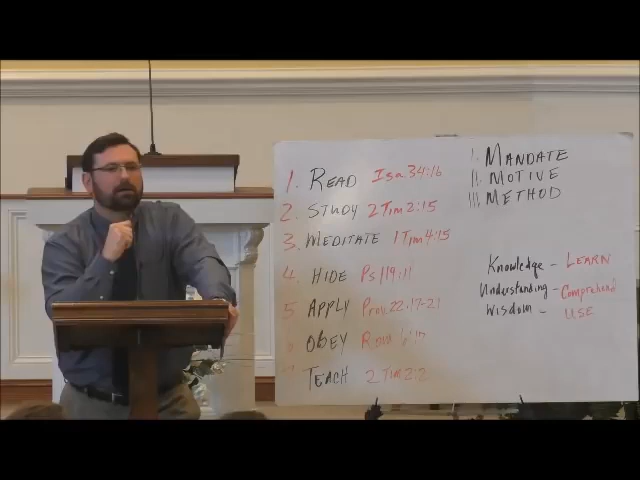 1. READ Isa 34:16
2. STUDY 2 Tim 2:15
3. MEDITATE 1 Tim 4:15
4. HIDE Ps 119:11
5. APPLY Prov. 22:17-21
OBEY Rom
TEACH 2 Tim 2:2
I. MANDATE
II. MOTIVE
III. METHOD
Knowledge - LEARN
Understanding - Comprehend
Wisdom - USE